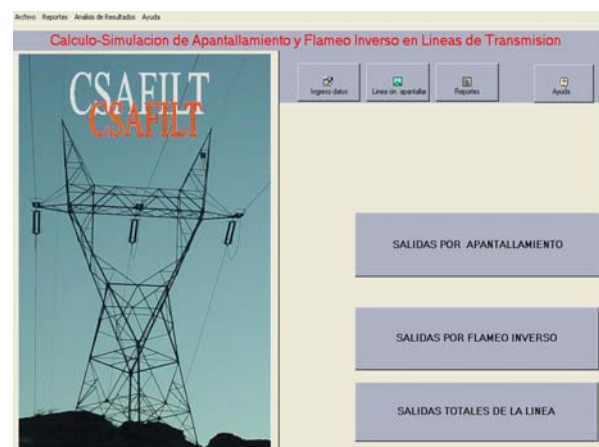 Archivo Reportes Analisis de Resultados Ayuda
Calculo-Simulacion de Apantallamiento y Flameo Inverso en Lineas de Transmision
CSAFILT
CSAFILT
Ingreso datos Linea sin apantallar Reportes Ayuda
SALIDAS POR APANTALLAMIENTO
SALIDAS POR FLAMEO INVERSO
SALIDAS TOTALES DE LA LINEA